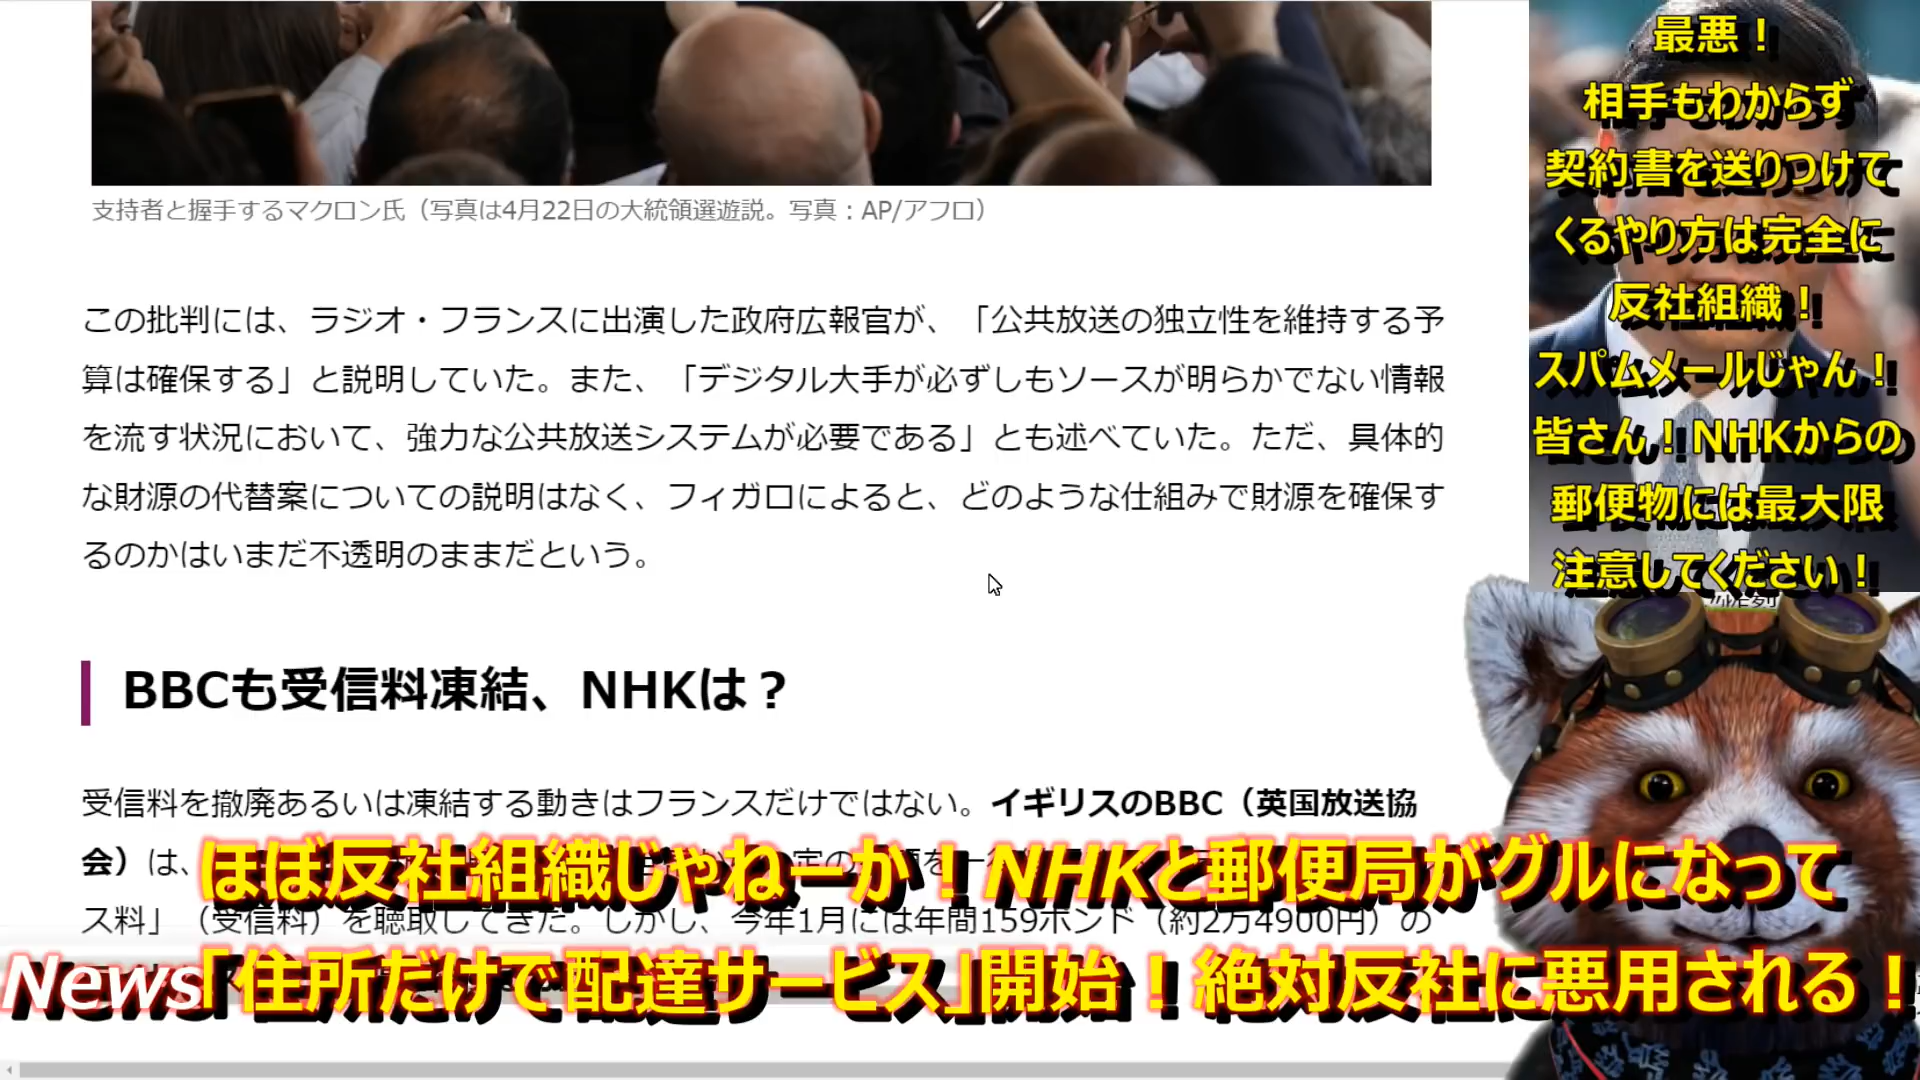 支持者と握手するマクロン氏（写真は4月22日の大統領選遊説。写真：AP/アフロ）
この批判には、ラジオ・フランスに出演した政府広報官が、「公共放送の独立性を維持する予
算は確保する」と説明していた。また、「デジタル大手が必ずしもソースが明らかでない情報
を流す状況において、強力な公共放送システムが必要である」とも述べていた。ただ、具体的
な財源の代替案についての説明はなく、フィガロによると、どのような仕組みで財源を確保す
るのかはいまだ不透明のままだという。
BBCも受信料凍結、NHKは？
受信料を撤廃あるいは凍結する動きはフランスだけではない。イギリスのBBC（英国放送協
会）は、
ス料」（受信料）を聴取してきた。しかし、今年1月には年間159ポンド（約2万4900円）の
最悪！
相手もわからず
契約書を送りつけて
くるやり方は完全に
反社組織！
スパムメールじゃん！
皆さん！NHKからの
郵便物には最大限
注意してください！
ほぼ反社組織じゃねーか！NHKと郵便局がグルになって
News「住所だけで配達サービス」開始！絶対反社に悪用される！